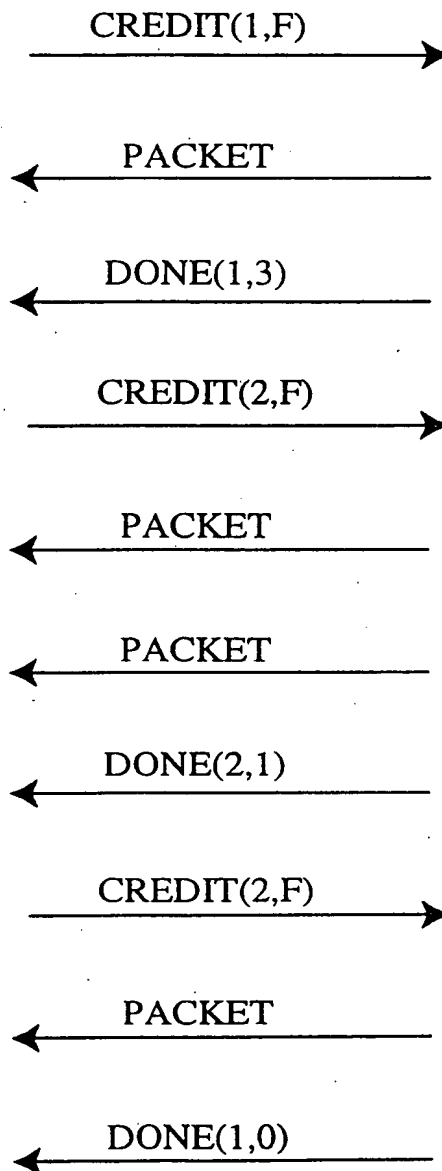 CREDIT(1,F)
PACKET
DONE(1,3)
CREDIT(2,F)
PACKET
PACKET
DONE(2,1)
CREDIT(2,F)
PACKET
DONE(1,0)